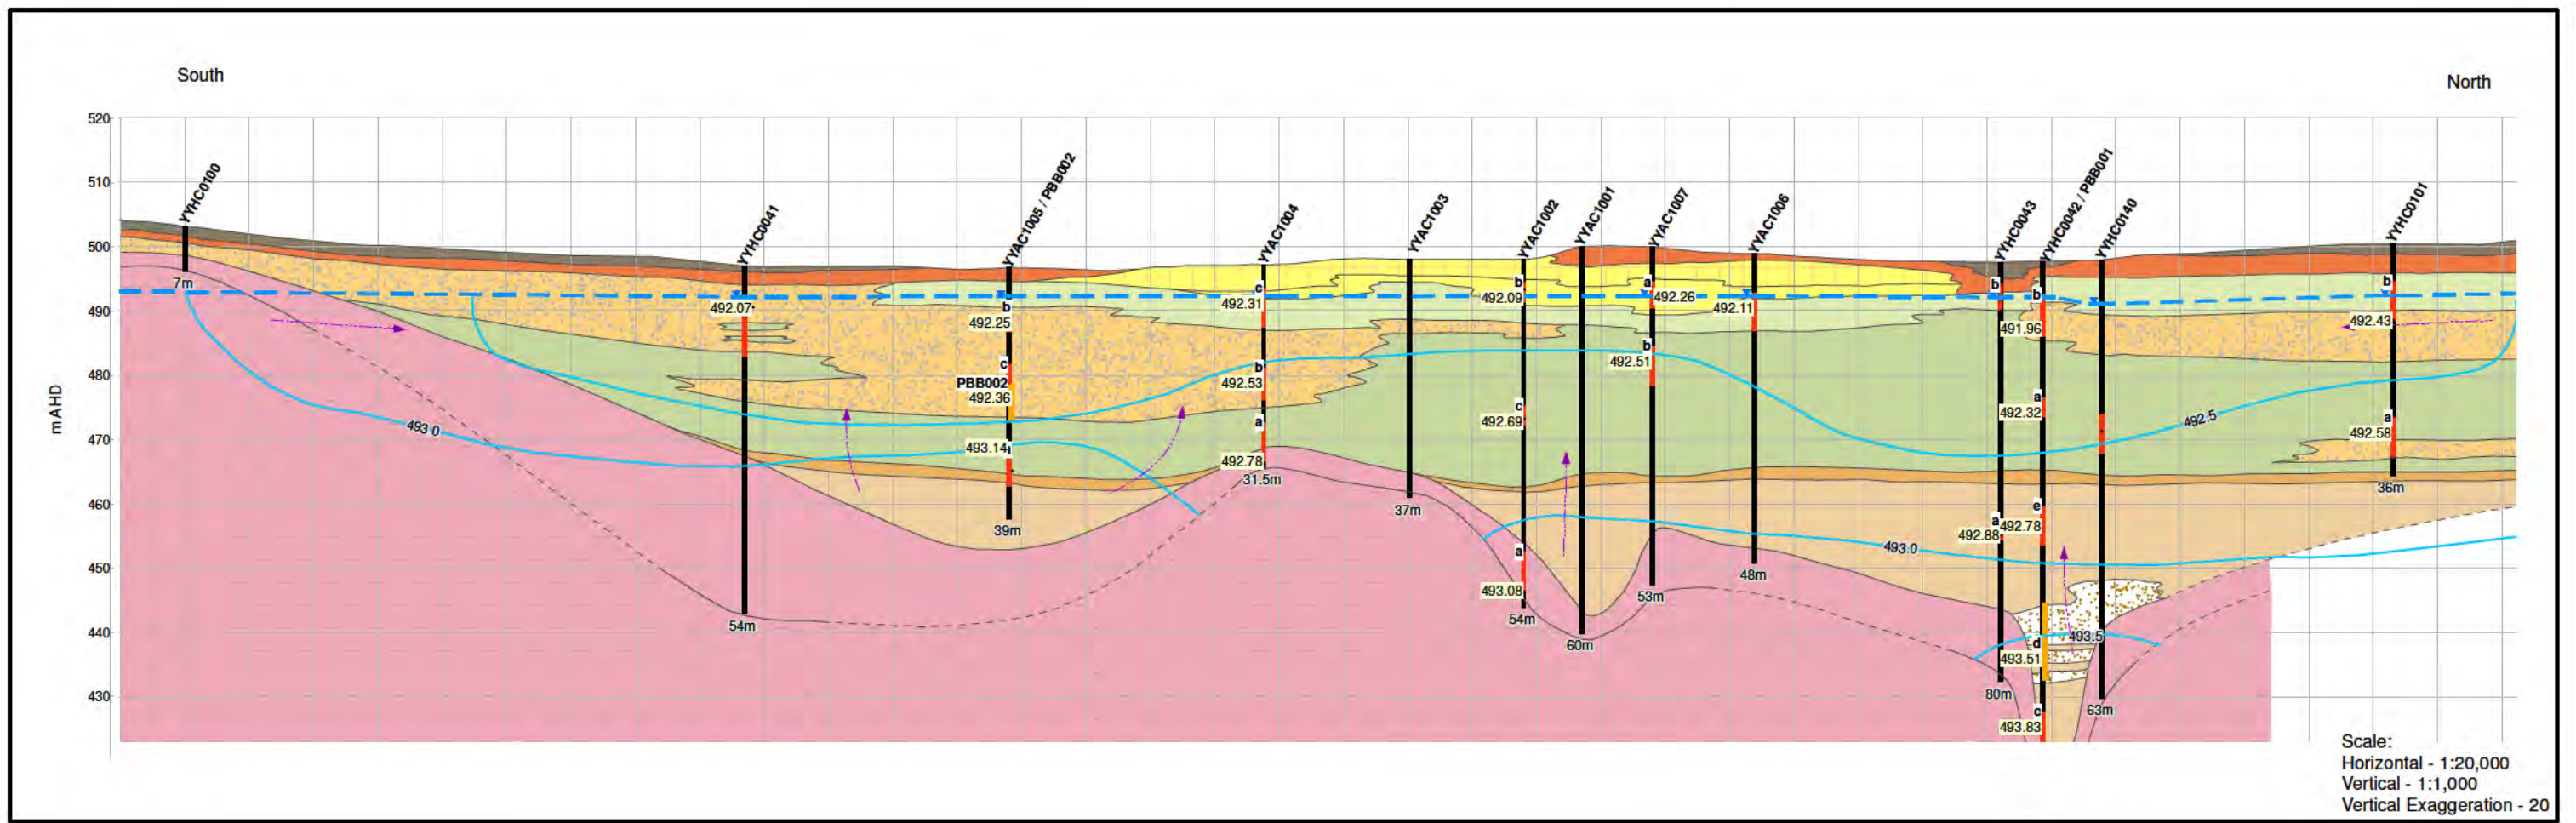 South
North
520
510
500
490
480
470
460
450
440
430
mAHD
YYHC0100
YYHC0041
YYAC1005 / PBB002
YYAC1004
YYAC1003
YYAC1002
YYAC1001
YYAC1007
YYAC1006
YYHC0043
YYHC0042 / PBB001
YYHC0140
YYHC0101
7m
492.07
54m
b
492.25
c
PBB002
492.36
493.14
39m
c
492.31
b
492.53
a
492.78
31.5m
37m
b
492.09
c
492.69
a
493.08
54m
60m
a
492.26
b
492.51
53m
492.11
48m
b
a
492.88
80m
b
491.96
a
492.32
e
492.78
d
493.51
c
493.83
63m
b
492.43
a
492.58
36m
493.0
492.5
493.0
493.5
Scale:
Horizontal - 1:20,000
Vertical - 1:1,000
Vertical Exaggeration - 20